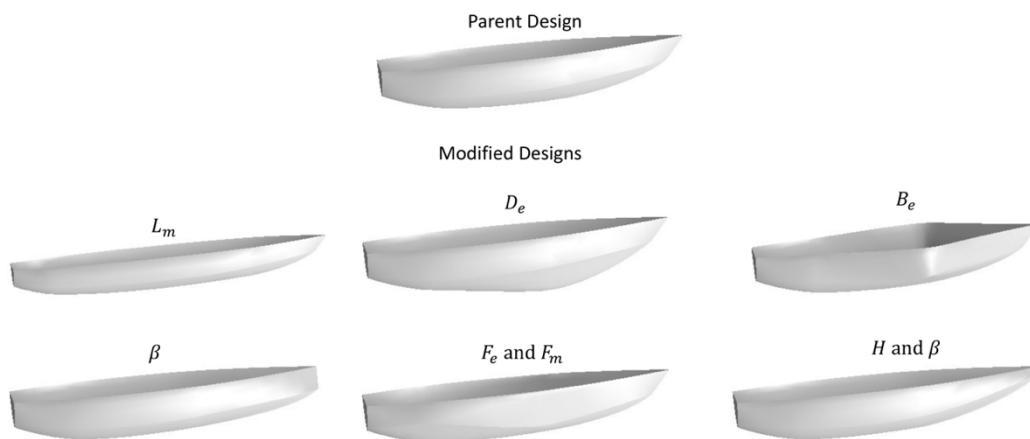 Parent Design
Modified Designs
L_m
D_e
B_e
β
F_e and F_m
H and β